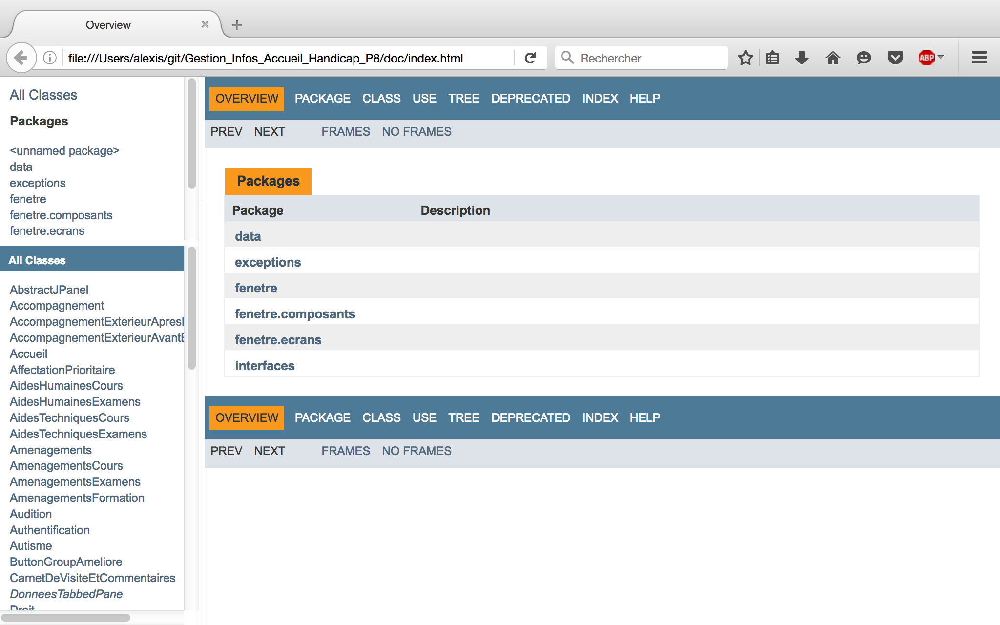 Overview
file:///Users/alexis/git/Gestion_Infos_Accueil_Handicap_P8/doc/index.html
Rechercher
ABP
All Classes
Packages
<unnamed package>
data
exceptions
fenetre
fenetre.composants
fenetre.ecrans
All Classes
AbstractJPanel
Accompagnement
AccompagnementExterieurApresE
AccompagnementExterieurAvantE
Accueil
AffectationPrioritaire
AidesHumainesCours
AidesHumainesExamens
AidesTechniquesCours
AidesTechniquesExamens
Amenagements
AmenagementsCours
AmenagementsExamens
AmenagementsFormation
Audition
Authentification
Autisme
ButtonGroupAmeliore
CarnetDeVisiteEtCommentaires
DonneesTabbedPane
Droit
OVERVIEW PACKAGE CLASS USE TREE DEPRECATED INDEX HELP
PREV NEXT FRAMES NO FRAMES
Packages
Package Description
data
exceptions
fenetre
fenetre.composants
fenetre.ecrans
interfaces
OVERVIEW PACKAGE CLASS USE TREE DEPRECATED INDEX HELP
PREV NEXT FRAMES NO FRAMES